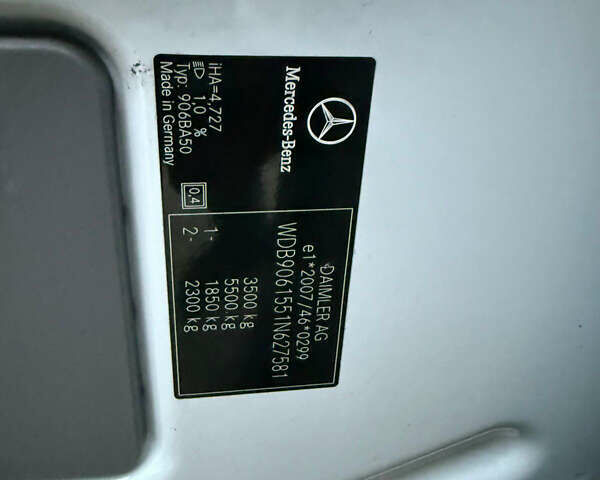 Mercedes-Benz
DAIMLER AG
e1*2007/46*0299
WDB9061551N627581
3500 kg
5500 kg
1- 1850 kg
2- 2300 kg
iHA=4,727
1,0 %
Typ: 906BA50
Made in Germany
0,4